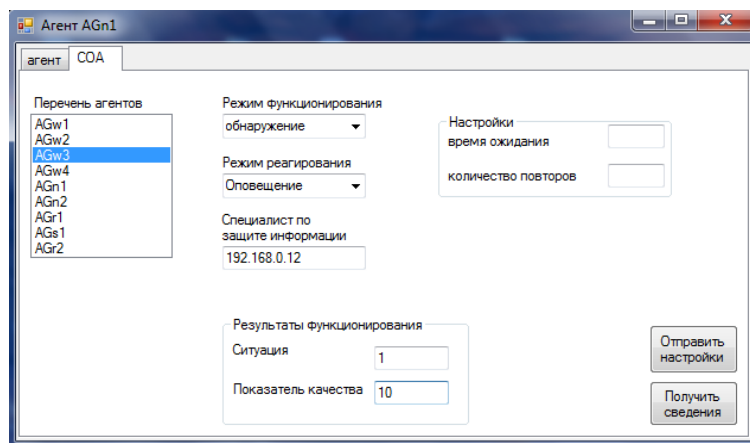 Агент AGn1
агент
СОА
Перечень агентов
AGw1
AGw2
AGw3
AGw4
AGn1
AGn2
AGr1
AGs1
AGr2
Режим функционирования
обнаружение
Режим реагирования
Оповещение
Специалист по
защите информации
192.168.0.12
Настройки
время ожидания
количество повторов
Результаты функционирования
Ситуация
1
Показатель качества
10
Отправить
настройки
Получить
сведения